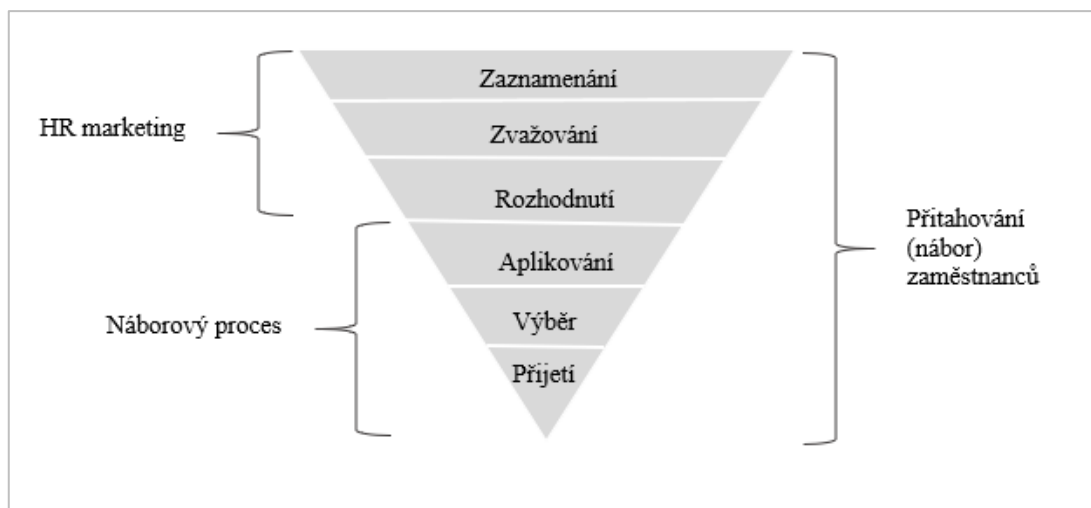 Zaznamenání
HR marketing
Zvažování
Rozhodnutí
Přitahování
(nábor)
zaměstnanců
Aplikování
Náborový proces
Výběr
Přijetí